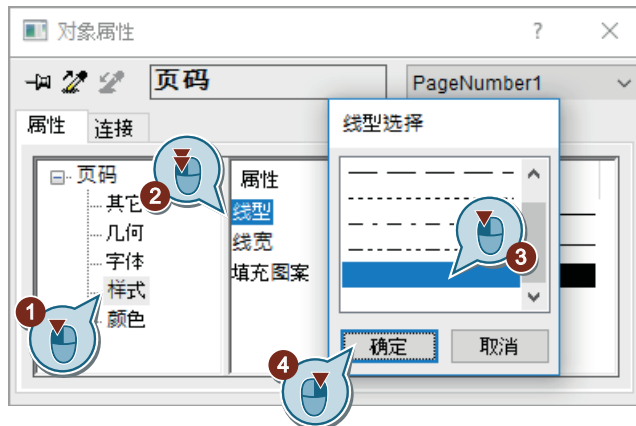 对象属性
?
页码
PageNumber1
属性
连接
线型选择
页码
其它
几何
字体
样式
颜色
属性
线型
线宽
填充图案
确定
取消
1
2
3
4